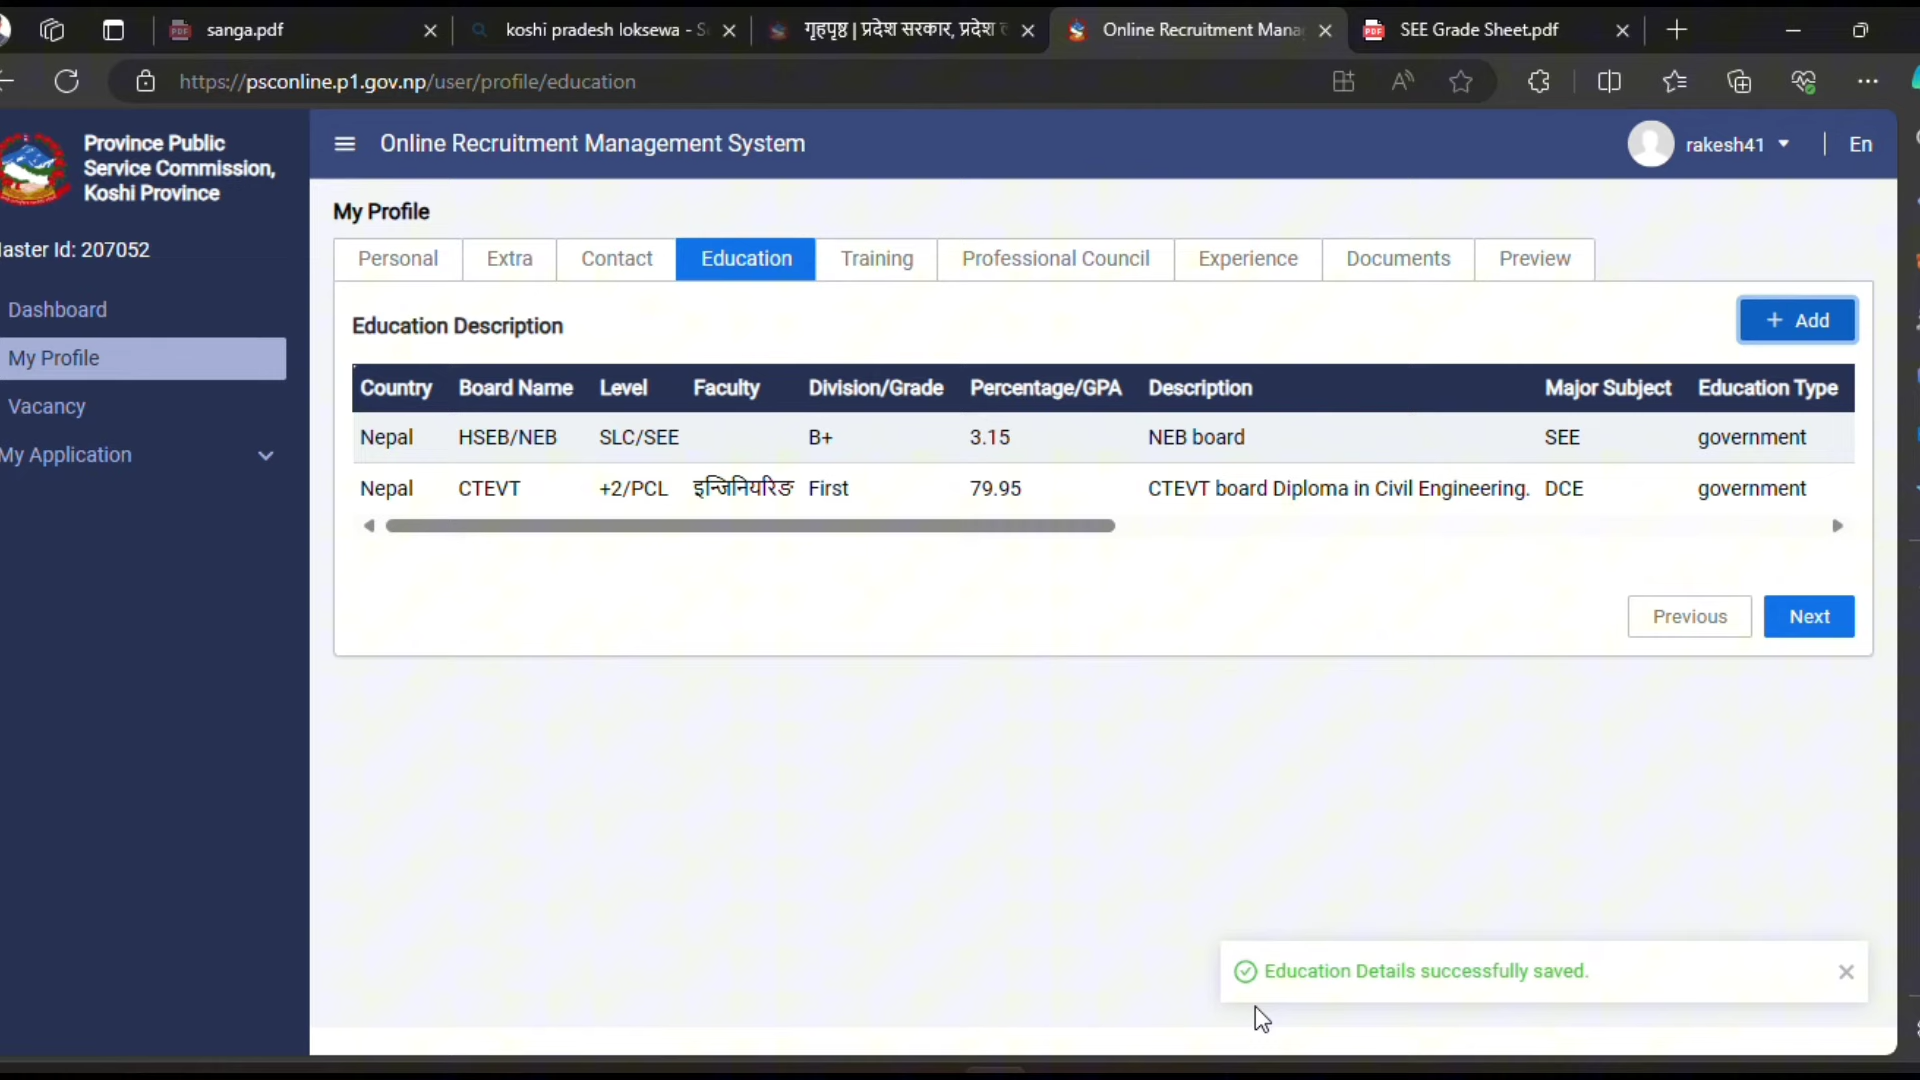 sanga.pdf
koshi pradesh loksewa - S
गृहपृष्ठ | प्रदेश सरकार, प्रदेश
Online Recruitment Mana
SEE Grade Sheet.pdf
https://psconline.p1.gov.np/user/profile/education
Province Public
Service Commission,
Koshi Province
Online Recruitment Management System
rakesh41
En
My Profile
aster Id: 207052
Personal
Extra
Contact
Education
Training
Professional Council
Experience
Documents
Preview
Dashboard
My Profile
Vacancy
My Application
Education Description
+ Add
Country Board Name Level Faculty Division/Grade Percentage/GPA Description Major Subject Education Type
Nepal HSEB/NEB SLC/SEE B+ 3.15 NEB board SEE government
Nepal CTEVT +2/PCL इन्जिनियरिङ First 79.95 CTEVT board Diploma in Civil Engineering. DCE government
Previous
Next
Education Details successfully saved.